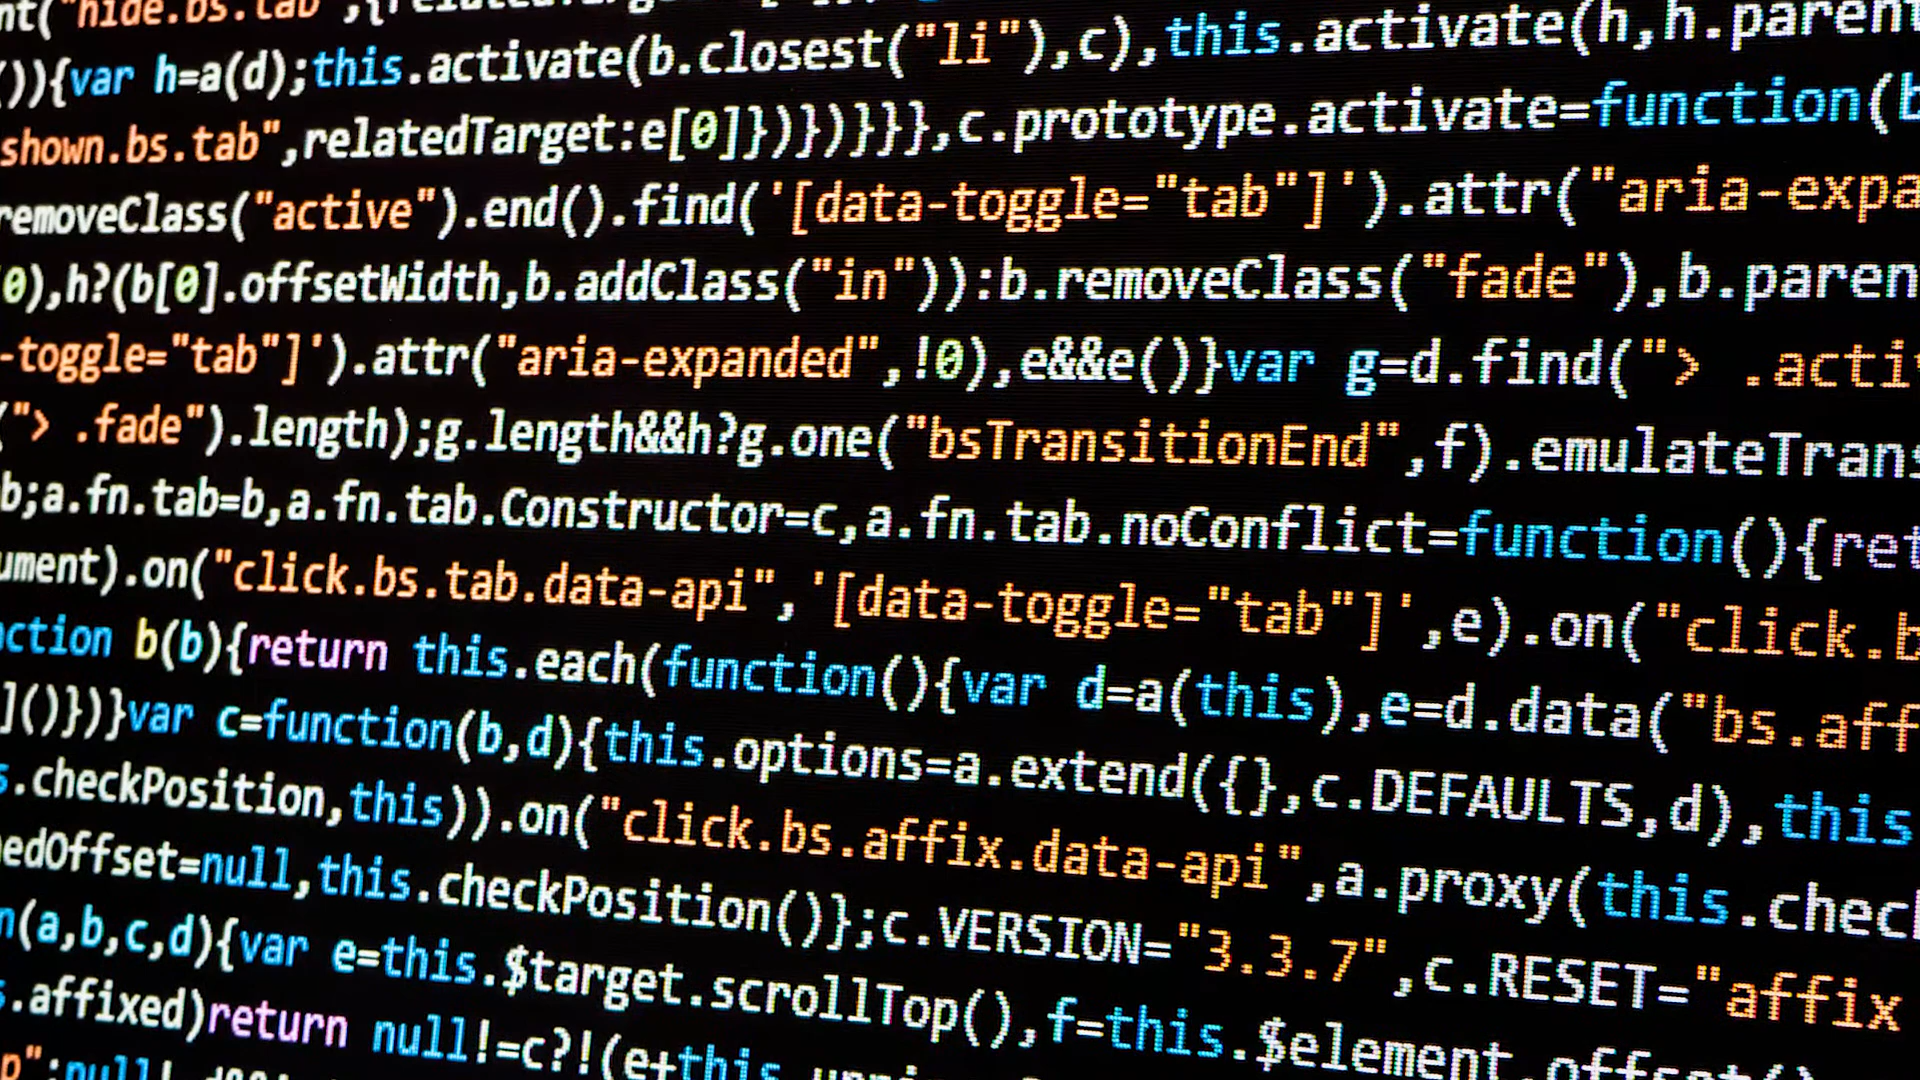 nt("hide.bs.tab",{relatedTarget
()){var h=a(d);this.activate(b.closest("li"),c),this.activate(h,h.parent
shown.bs.tab",relatedTarget:e[0]})})}}},c.prototype.activate=function(b
removeClass("active").end().find('[data-toggle="tab"]').attr("aria-expa
0),h?(b[0].offsetWidth,b.addClass("in")):b.removeClass("fade"),b.paren
-toggle="tab"]').attr("aria-expanded",!0),e&&e()}var g=d.find("> .acti
("> .fade").length);g.length&&h?g.one("bsTransitionEnd",f).emulateTrans
b;a.fn.tab=b,a.fn.tab.Constructor=c,a.fn.tab.noConflict=function(){ret
ument).on("click.bs.tab.data-api",'[data-toggle="tab"]',e).on("click.b
nction b(b){return this.each(function(){var d=a(this),e=d.data("bs.aff
]()})}var c=function(b,d){this.options=a.extend({},c.DEFAULTS,d),this
s.checkPosition,this)).on("click.bs.affix.data-api",a.proxy(this.check
nedOffset=null,this.checkPosition()};c.VERSION="3.3.7",c.RESET="affix
n(a,b,c,d){var e=this.$target.scrollTop(),f=this.$element.offset()
s.affixed)return null!=c?!(e+this
p":null!